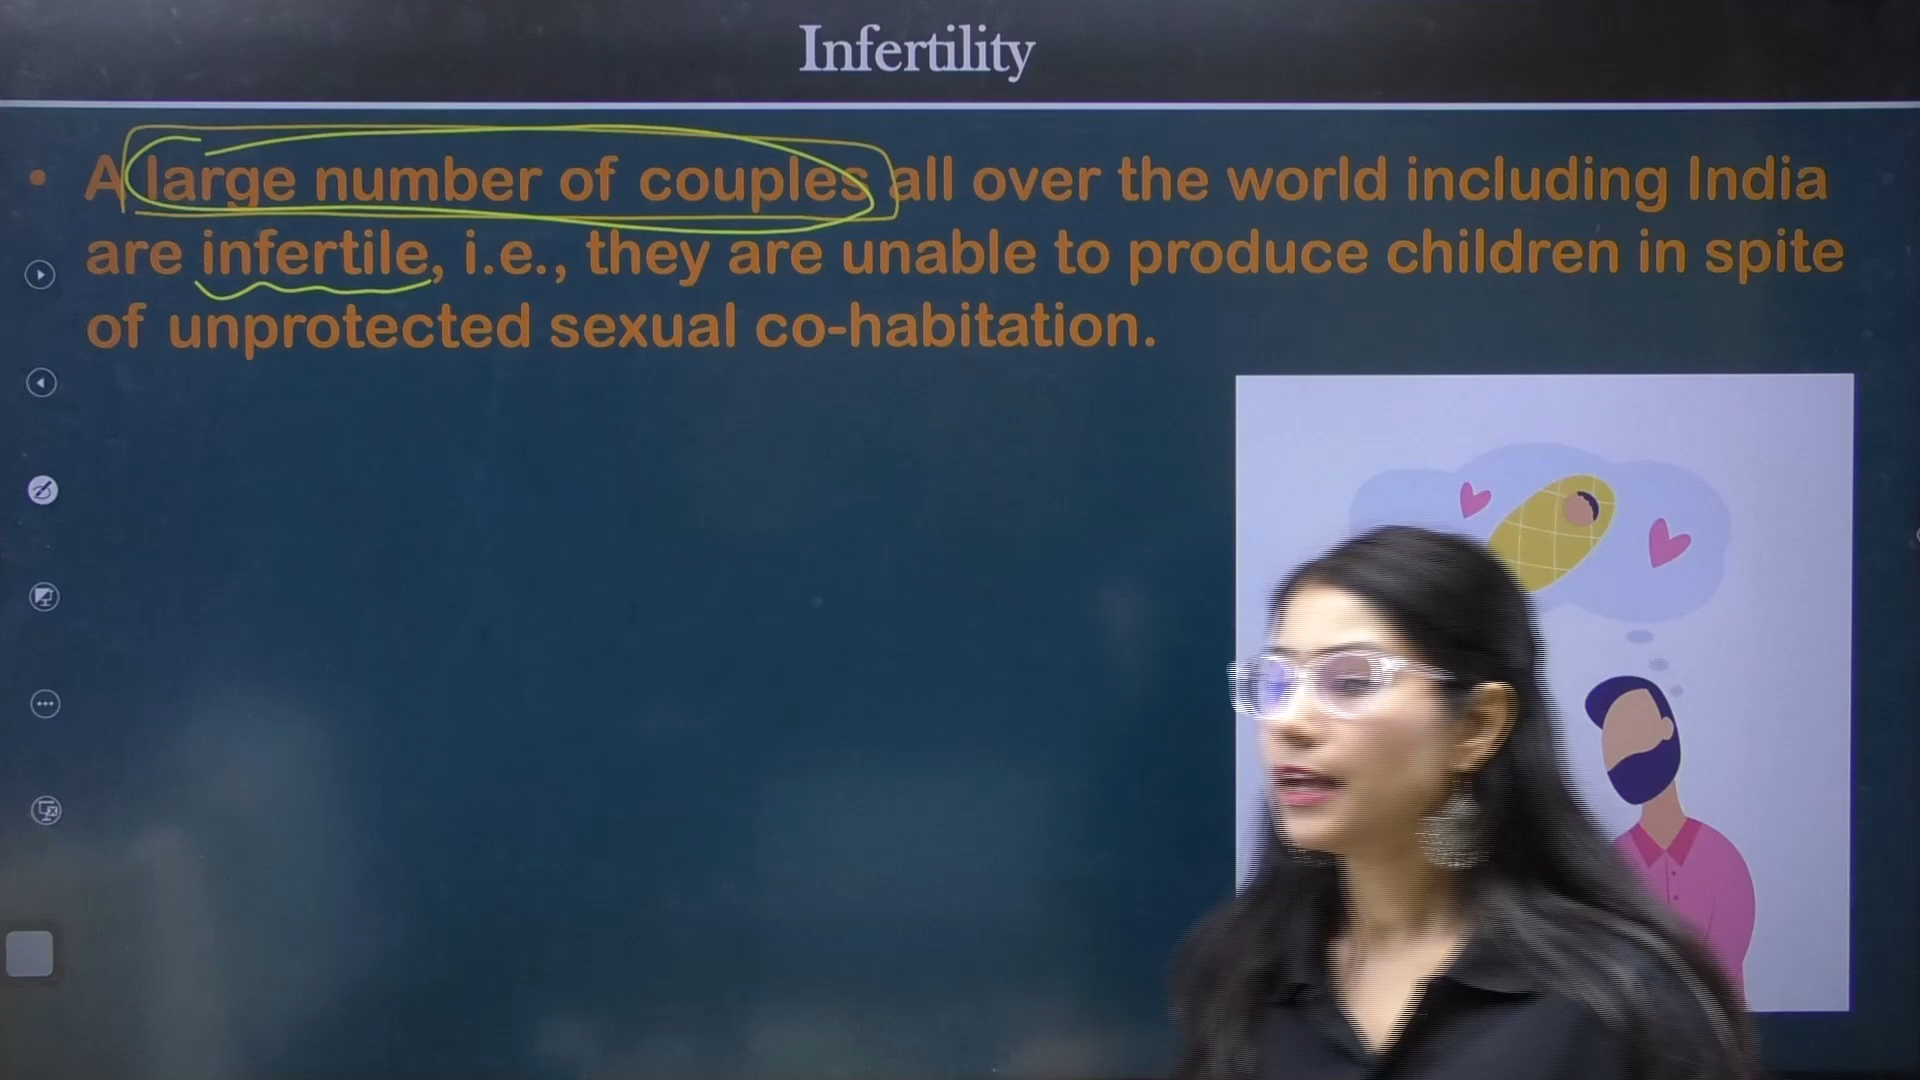 Infertility
• A large number of couples all over the world including India
are infertile, i.e., they are unable to produce children in spite
of unprotected sexual co-habitation.